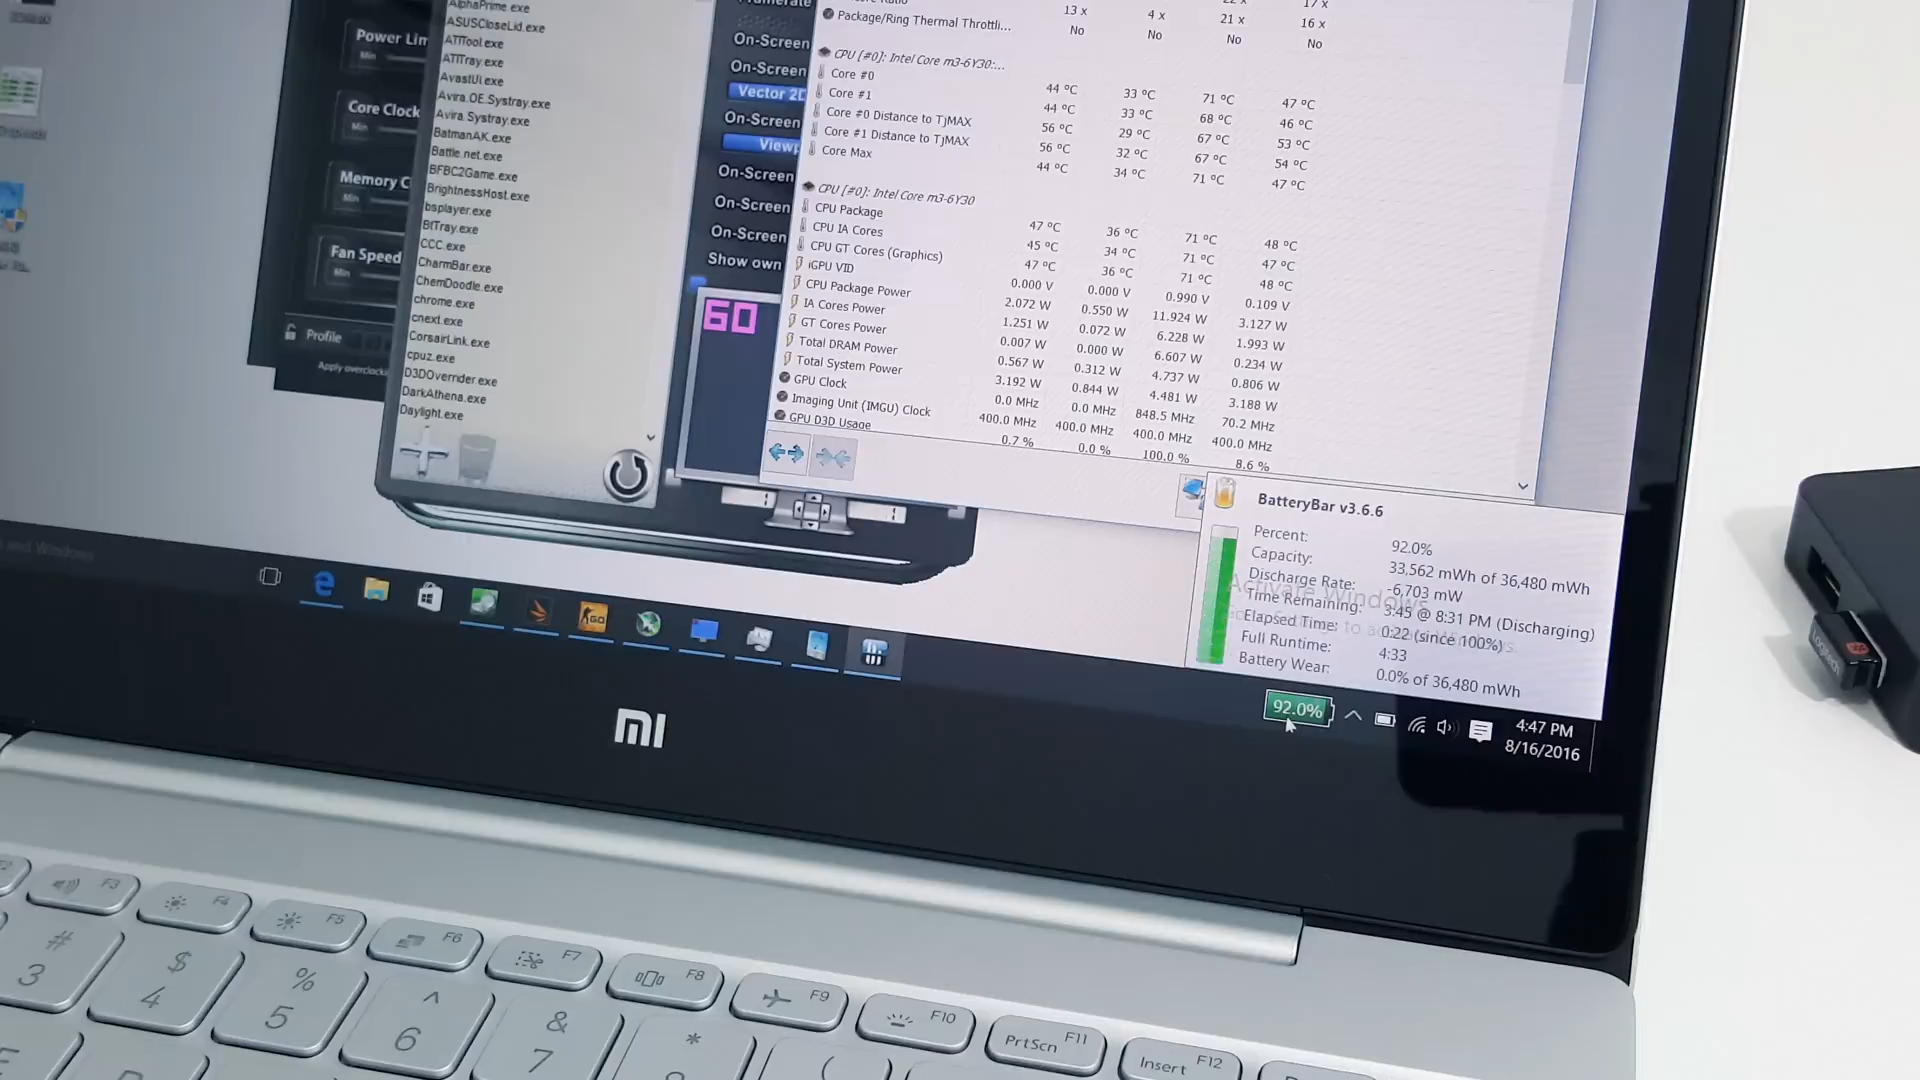 Power Lim
Min
Core Clock
Min
Memory C
Min
Fan Speed
Min
Profile
Apply overclocki
AlphaPrime.exe
ASUSCloseLid.exe
ATITool.exe
ATITray.exe
AvastUi.exe
Avira.OE.Systray.exe
Avira.Systray.exe
BatmanAK.exe
Battle.net.exe
BFBC2Game.exe
BrightnessHost.exe
bsplayer.exe
BtTray.exe
CCC.exe
CharmBar.exe
ChemDoodle.exe
chrome.exe
cnext.exe
CorsairLink.exe
cpuz.exe
D3DOverrider.exe
DarkAthena.exe
Daylight.exe
On-Screen
On-Screen
Vector 2D
On-Screen
Viewp
On-Screen
On-Screen
On-Screen
Show own
60
13 x 4 x 21 x 16 x
Package/Ring Thermal Throttli... No No No No
CPU [#0]: Intel Core m3-6Y30:...
Core #0 44 °C 33 °C 71 °C 47 °C
Core #1 44 °C 33 °C 68 °C 46 °C
Core #0 Distance to TjMAX 56 °C 29 °C 67 °C 53 °C
Core #1 Distance to TjMAX 56 °C 32 °C 67 °C 54 °C
Core Max 44 °C 34 °C 71 °C 47 °C
CPU [#0]: Intel Core m3-6Y30
CPU Package 47 °C 36 °C 71 °C 48 °C
CPU IA Cores 45 °C 34 °C 71 °C 47 °C
CPU GT Cores (Graphics) 47 °C 36 °C 71 °C 48 °C
iGPU VID 0.000 V 0.000 V 0.990 V 0.109 V
CPU Package Power 2.072 W 0.550 W 11.924 W 3.127 W
IA Cores Power 1.251 W 0.072 W 6.228 W 1.993 W
GT Cores Power 0.007 W 0.000 W 6.607 W 0.234 W
Total DRAM Power 0.567 W 0.312 W 4.737 W 0.806 W
Total System Power 3.192 W 0.844 W 4.481 W 3.188 W
GPU Clock 0.0 MHz 0.0 MHz 848.5 MHz 70.2 MHz
Imaging Unit (IMGU) Clock 400.0 MHz 400.0 MHz 400.0 MHz 400.0 MHz
GPU D3D Usage 0.7 % 0.0 % 100.0 % 8.6 %
BatteryBar v3.6.6
Percent: 92.0%
Capacity: 33,562 mWh of 36,480 mWh
Discharge Rate: -6,703 mW
Time Remaining: 3:45 @ 8:31 PM (Discharging)
Elapsed Time: 0:22 (since 100%)
Full Runtime: 4:33
Battery Wear: 0.0% of 36,480 mWh
Activate Windows
and Windows
GO
92.0%
4:47 PM
8/16/2016
mi
Logitech
F3
F4
F5
F6
F7
F8
F9
F10
PrtScn F11
Insert F12
# 3
$ 4
% 5
^ 6
& 7
*
(